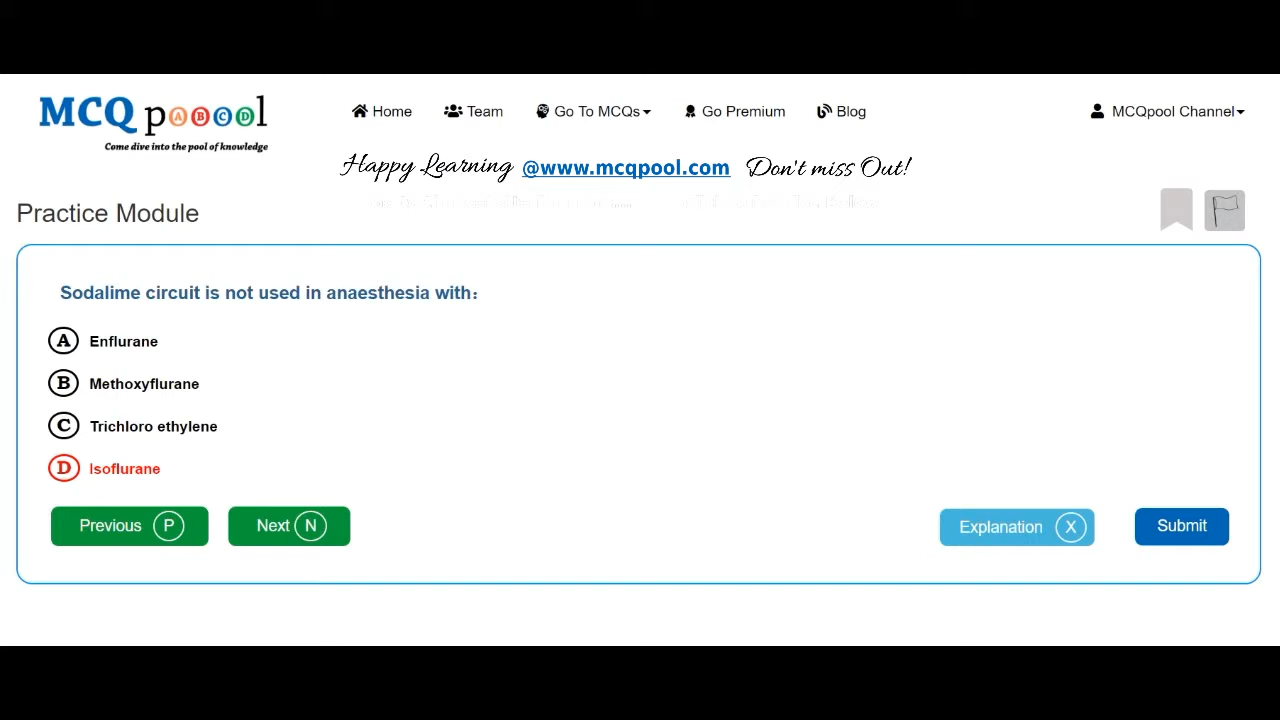 MCQ pooool
Come dive into the pool of knowledge
Home Team Go To MCQs Go Premium Blog MCQpool Channel
Happy Learning @www.mcqpool.com Don't miss Out!
Practice Module
Sodalime circuit is not used in anaesthesia with:
A Enflurane
B Methoxyflurane
C Trichloro ethylene
D Isoflurane
Previous P Next N Explanation X Submit